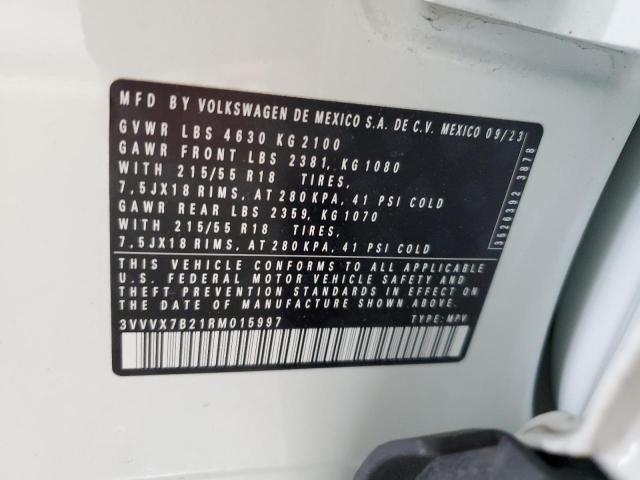 MFD BY VOLKSWAGEN DE MEXICO S.A. DE C.V. MEXICO 09/23
GVWR LBS 4630 KG 2100
GAWR FRONT LBS 2381, KG 1080
WITH 215/55 R18 TIRES,
7,5JX18 RIMS, AT 280 KPA, 41 PSI COLD
GAWR REAR LBS 2359, KG 1070
WITH 215/55 R18 TIRES,
7,5JX18 RIMS, AT 280 KPA, 41 PSI COLD
THIS VEHICLE CONFORMS TO ALL APPLICABLE
U.S. FEDERAL MOTOR VEHICLE SAFETY AND
THEFT PREVENTION STANDARDS IN EFFECT ON
THE DATE OF MANUFACTURE SHOWN ABOVE.
3VVVX7B21RM015997 TYPE: MPV
3526392 3878